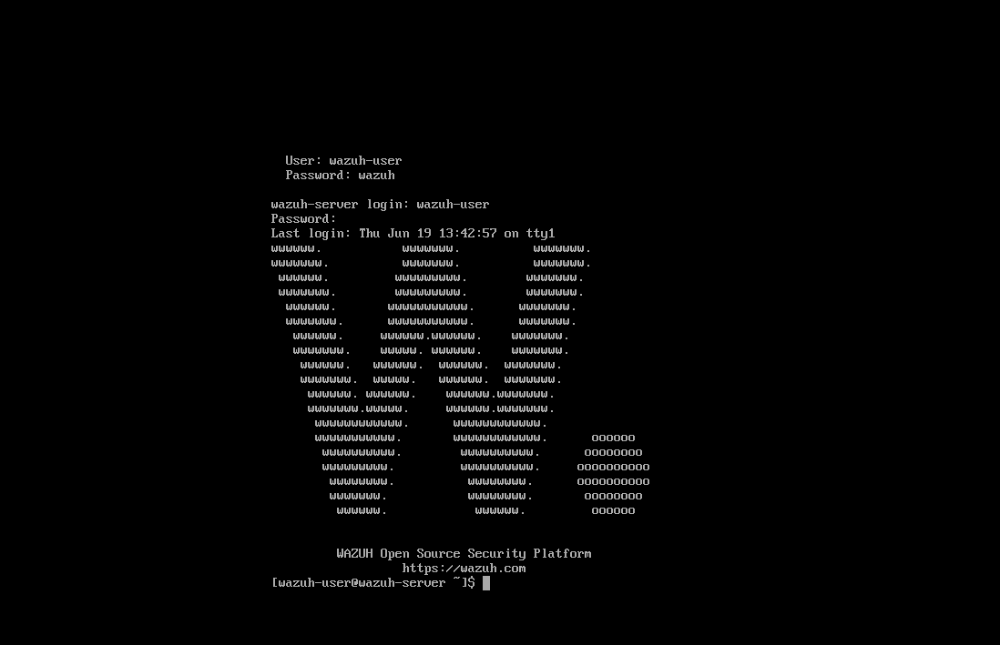 User: wazuh-user
Password: wazuh
wazuh-server login: wazuh-user
Password:
Last login: Thu Jun 19 13:42:57 on tty1
wwwwww.           wwwwwww.          wwwwwww.
wwwwwww.          wwwwwww.          wwwwwww.
 wwwwww.         wwwwwwwww.        wwwwwww.
 wwwwwww.        wwwwwwwww.        wwwwwww.
  wwwwww.       wwwwwwwwwww.      wwwwwww.
  wwwwwww.      wwwwwwwwwww.      wwwwwww.
   wwwwww.     wwwwww.wwwwww.    wwwwwww.
   wwwwwww.    wwwww. wwwwww.    wwwwwww.
    wwwwww.   wwwwww.  wwwwww.  wwwwwww.
    wwwwwww.  wwwww.   wwwwww.  wwwwwww.
     wwwwww. wwwwww.    wwwwww.wwwwwww.
     wwwwwww.wwwww.     wwwwww.wwwwwww.
      wwwwwwwwwwww.      wwwwwwwwwwww.
      wwwwwwwwwww.       wwwwwwwwwwww.      oooooo
       wwwwwwwwww.        wwwwwwwwww.      oooooooo
       wwwwwwwww.         wwwwwwwwww.     oooooooooo
        wwwwwwww.          wwwwwwww.      oooooooooo
        wwwwwww.           wwwwwwww.       oooooooo
         wwwwww.            wwwwww.         oooooo
WAZUH Open Source Security Platform
https://wazuh.com
[wazuh-user@wazuh-server ~]$